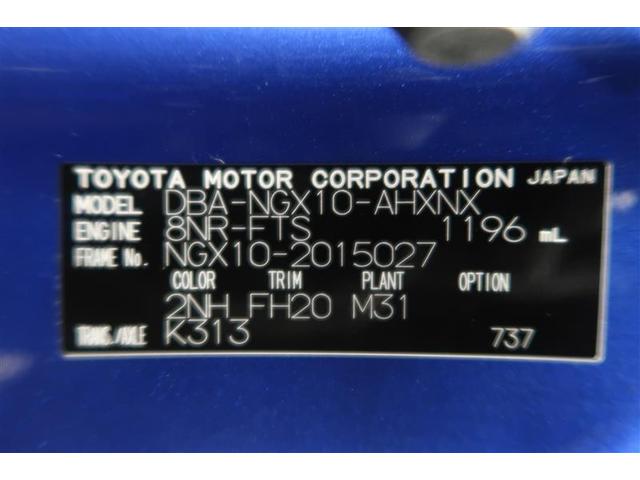 TOYOTA MOTOR CORPORATION JAPAN
MODEL DBA-NGX10-AHXNX
ENGINE 8NR-FTS 1196 mL
FRAME No. NGX10-2015027
COLOR TRIM PLANT OPTION
2NH FH20 M31
TRANS./AXLE K313 737